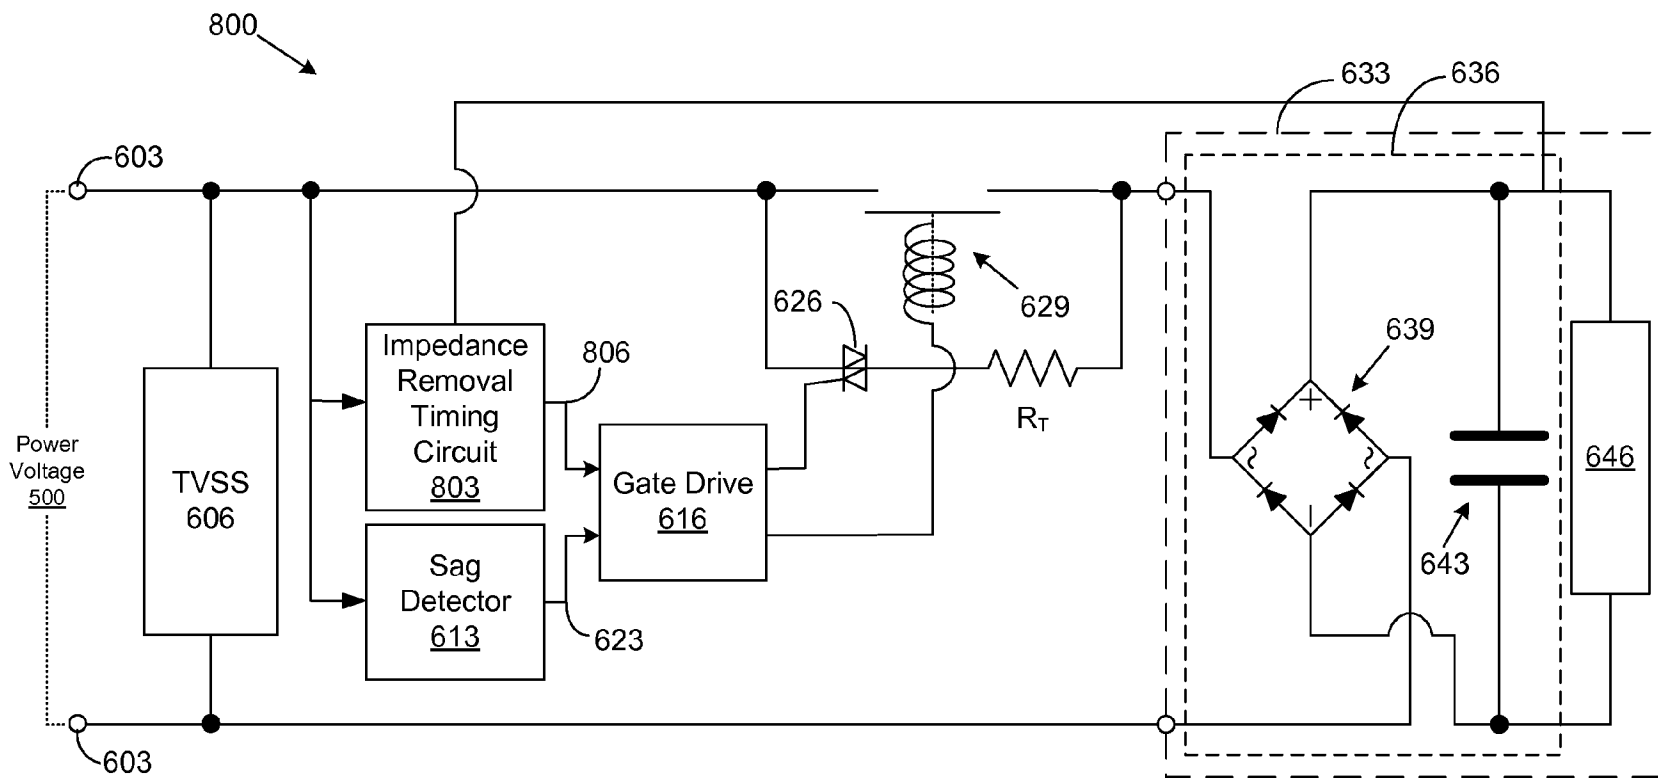 800
633
636
603
626
629
Impedance
Removal
Timing
Circuit
803
806
639
R_T
Power
Voltage
500
TVSS
606
Gate Drive
616
646
643
Sag
Detector
613
623
603
+
~
~
−